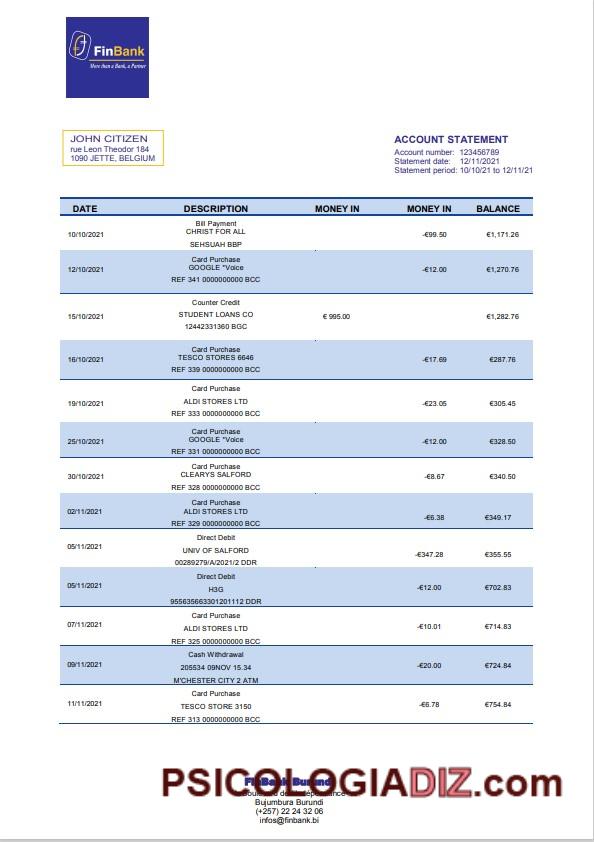 FinBank
More than a Bank, a Partner
JOHN CITIZEN
rue Leon Theodor 184
1090 JETTE, BELGIUM
ACCOUNT STATEMENT
Account number: 123456789
Statement date: 12/11/2021
Statement period: 10/10/21 to 12/11/21
DATE DESCRIPTION MONEY IN MONEY IN BALANCE
Bill Payment
CHRIST FOR ALL
10/10/2021 -€99.50 €1,171.26
SEHSUAH BBP
Card Purchase
GOOGLE "Voice
12/10/2021 -€12.00 €1,270.76
REF 341 0000000000 BCC
Counter Credit
STUDENT LOANS CO
15/10/2021 € 995.00 €1,282.76
12442331360 BGC
Card Purchase
TESCO STORES 6646
16/10/2021 -€17.69 €287.76
REF 339 0000000000 BCC
Card Purchase
ALDI STORES LTD
19/10/2021 -€23.05 €305.45
REF 333 0000000000 BCC
Card Purchase
GOOGLE "Voice
25/10/2021 -€12.00 €328.50
REF 331 0000000000 BCC
Card Purchase
CLEARYS SALFORD
30/10/2021 -€8.67 €340.50
REF 328 0000000000 BCC
Card Purchase
02/11/2021 ALDI STORES LTD
-€6.38 €349.17
REF 329 0000000000 BCC
Direct Debit
05/11/2021
UNIV OF SALFORD -€347.28 €355.55
00289279/A/2021/2 DDR
Direct Debit
05/11/2021 H3G -€12.00 €702.83
955635663301201112 DDR
Card Purchase
07/11/2021 ALDI STORES LTD -€10.01 €714.83
REF 325 0000000000 BCC
Cash Withdrawal
09/11/2021 205534 09NOV 15.34 -€20.00 €724.84
M'CHESTER CITY 2 ATM
Card Purchase
11/11/2021 TESCO STORE 3150 -€6.78 €754.84
REF 313 0000000000 BCC
FinBank Burundi
PSICOLOGIADIZ.com
Bujumbura Burundi
(+257) 22 24 32 06
infos@finbank.bi